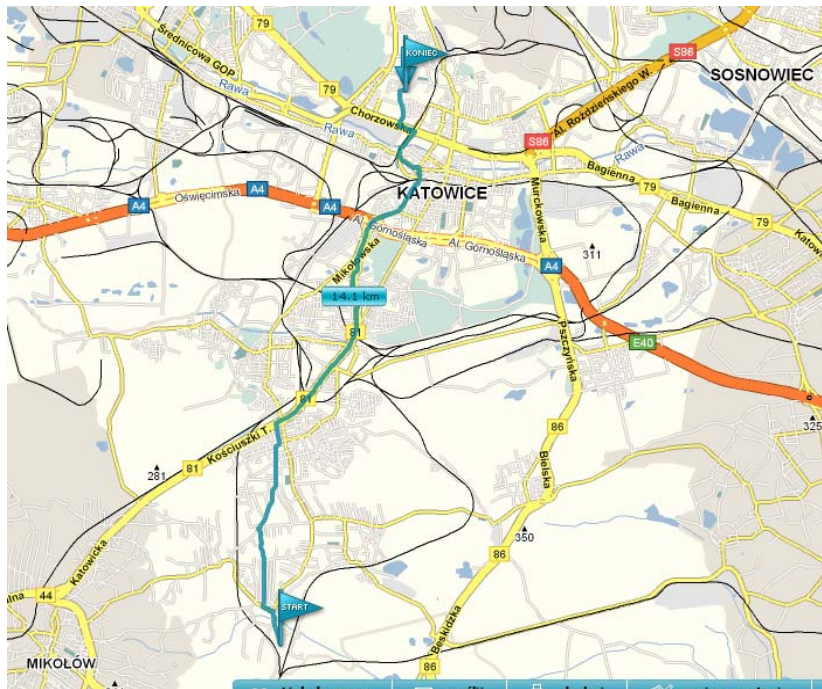 79
79
Średnicowa GOP
Rawa
KONIEC
S86
SOSNOWIEC
Al. Roździeńskiego W.
79
Chorzowska
Rawa
S86
Rawa
Bagienna
79
Bagienna
79
KATOWICE
Murckowska
Oświęcimska
A4
A4
A4
Al. Górnośląska
Al. Górnośląska
Mikołowska
311
A4
14.1 km
81
Pszczyńska
E40
81
325
86
Kościuszki T.
81
281
Bielska
350
86
Katowicka
44
START
Beskidzka
MIKOŁÓW
86